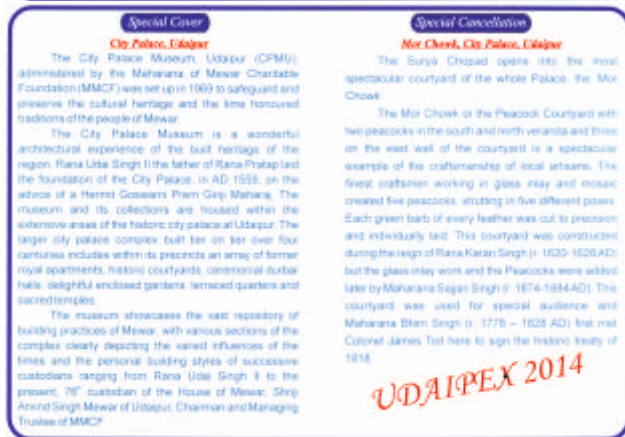 Special Cover
City Palace, Udaipur
The City Palace Museum, Udaipur (CPMU),
administered by the Maharana of Mewar Charitable
Foundation (MMCF) was set up in 1969 to safeguard and
preserve the cultural heritage and the time honoured
traditions of the people of Mewar.
The City Palace Museum is a wonderful
architectural experience of the built heritage of the
region. Rana Udai Singh II the father of Rana Pratap laid
the foundation of the City Palace, in AD 1559, on the
advice of a Hermit Goswami Prem Giriji Maharaj. The
museum and its collections are housed within the
extensive areas of the historic city palace at Udaipur. The
larger city palace complex built tier on tier over four
centuries includes within its precincts an array of former
royal apartments, historic courtyards, ceremonial durbar
halls, delightful enclosed gardens, terraced quarters and
sacred temples.
The museum showcases the vast repository of
building practices of Mewar, with various sections of the
complex clearly depicting the varied influences of the
times and the personal building styles of successive
custodians ranging from Rana Udai Singh II to the
present, 76th custodian of the House of Mewar, Shriji
Arvind Singh Mewar of Udaipur, Chairman and Managing
Trustee of MMCF
Special Cancellation
Mor Chowk, City Palace, Udaipur
The Surya Chopad opens into the most
spectacular courtyard of the whole Palace, the 'Mor
Chowk'.
The Mor Chowk or the Peacock Courtyard with
two peacocks in the south and north veranda and three
on the east wall of the courtyard is a spectacular
example of the craftsmanship of local artisans. The
finest craftsmen working in glass inlay and mosaic
created five peacocks, strutting in five different poses.
Each green barb of every feather was cut to precision
and individually laid. This courtyard was constructed
during the reign of Rana Karan Singh (r. 1620-1628 AD)
but the glass inlay work and the Peacocks were added
later by Maharana Sajjan Singh (r. 1874-1884 AD). This
courtyard was used for special audience and
Maharana Bhim Singh (r. 1778 – 1828 AD) first met
Colonel James Tod here to sign the historic treaty of
1818.
UDAIPEX 2014